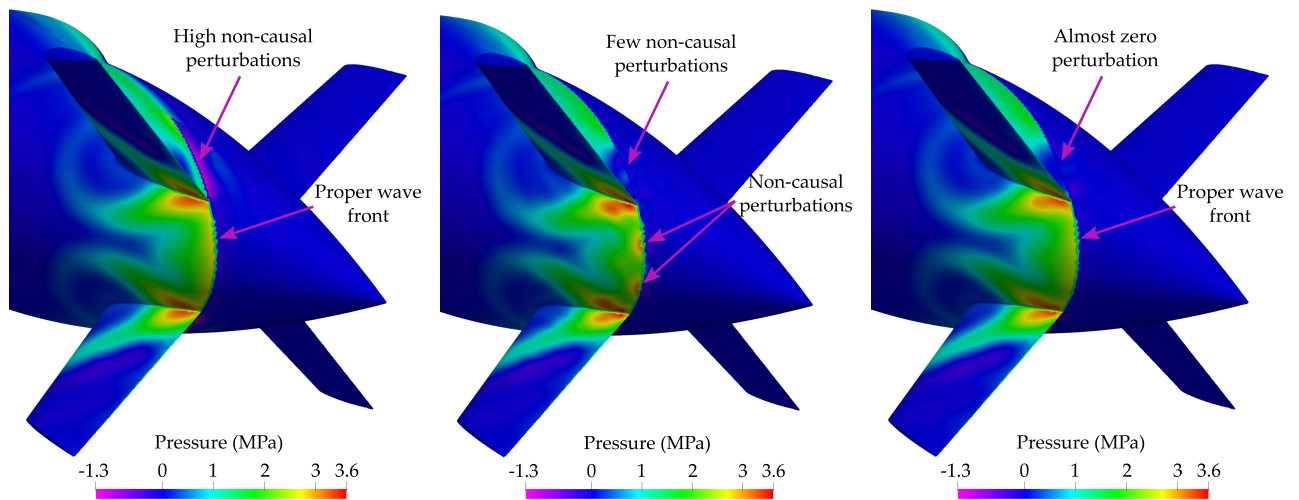 High non-causal
perturbations
Proper wave
front
Pressure (MPa)
-1.3 0 1 2 3 3.6
Few non-causal
perturbations
Non-causal
perturbations
Pressure (MPa)
-1.3 0 1 2 3 3.6
Almost zero
perturbation
Proper wave
front
Pressure (MPa)
-1.3 0 1 2 3 3.6